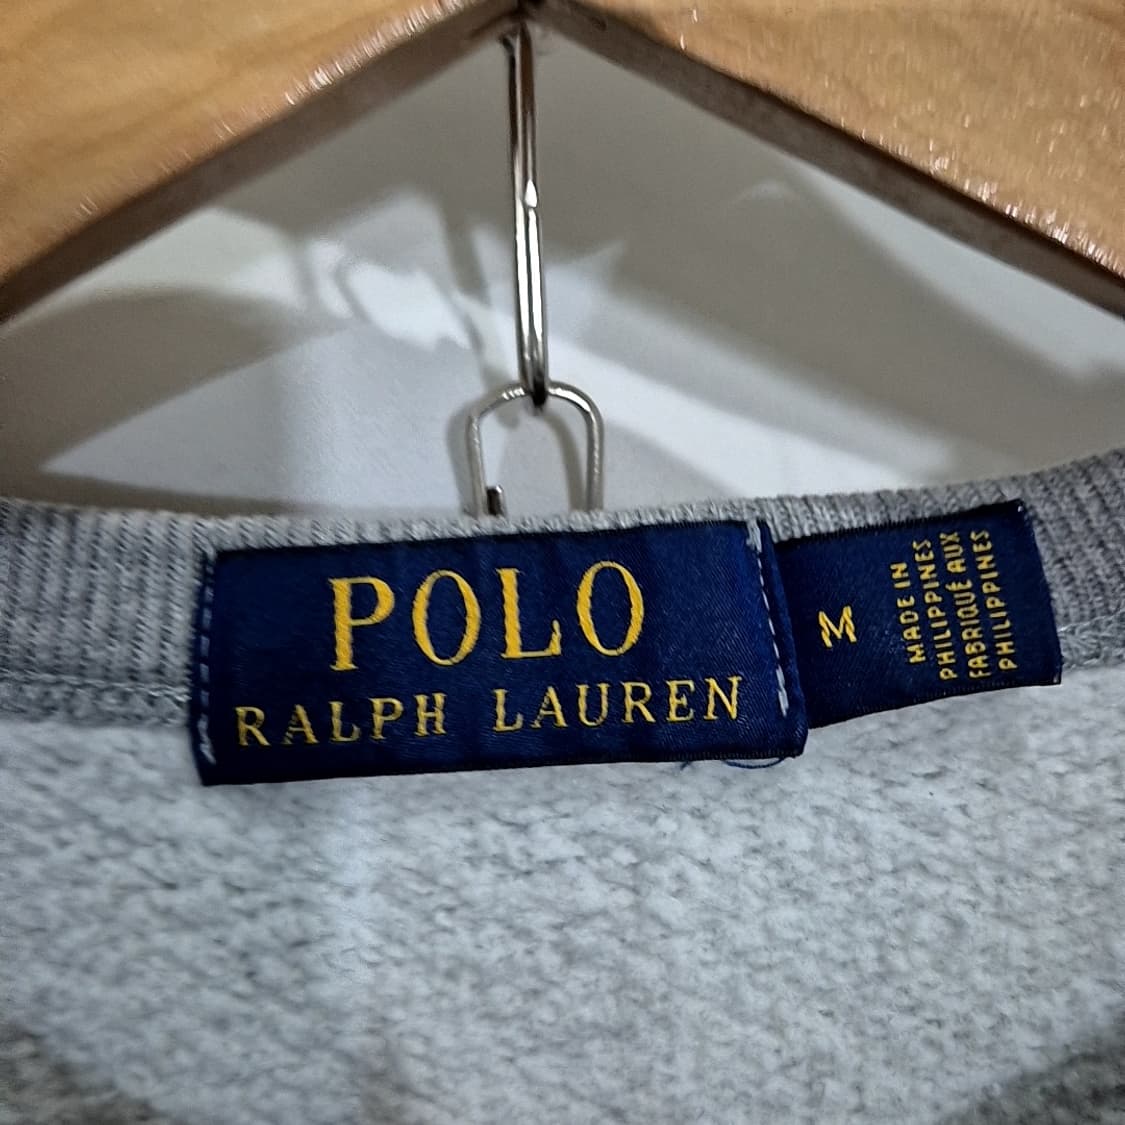 POLO
RALPH LAUREN
M
MADE IN
PHILIPPINES
FABRIQUÉ AUX
PHILIPPINES